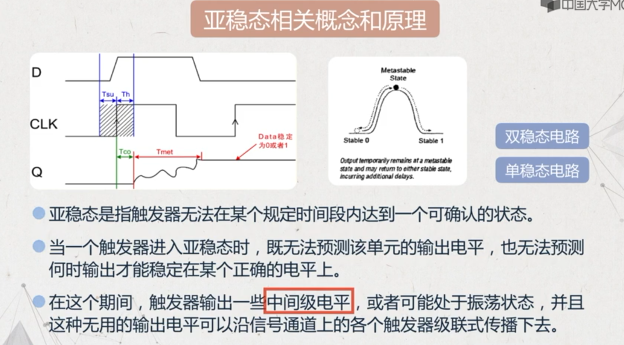 中国大学MO
亚稳态相关概念和原理
D
Tsu
Th
CLK
Tco
Tmet
Data稳定
为0或者1
Q
Metastable
State
Stable 0
Stable 1
Output temporarily remains at a metastable
state and may return to either stable state,
incurring additional delays.
双稳态电路
单稳态电路
亚稳态是指触发器无法在某个规定时间段内达到一个可确认的状态。
当一个触发器进入亚稳态时，既无法预测该单元的输出电平，也无法预测
何时输出才能稳定在某个正确的电平上。
在这个期间，触发器输出一些中间级电平，或者可能处于振荡状态，并且
这种无用的输出电平可以沿信号通道上的各个触发器级联式传播下去。